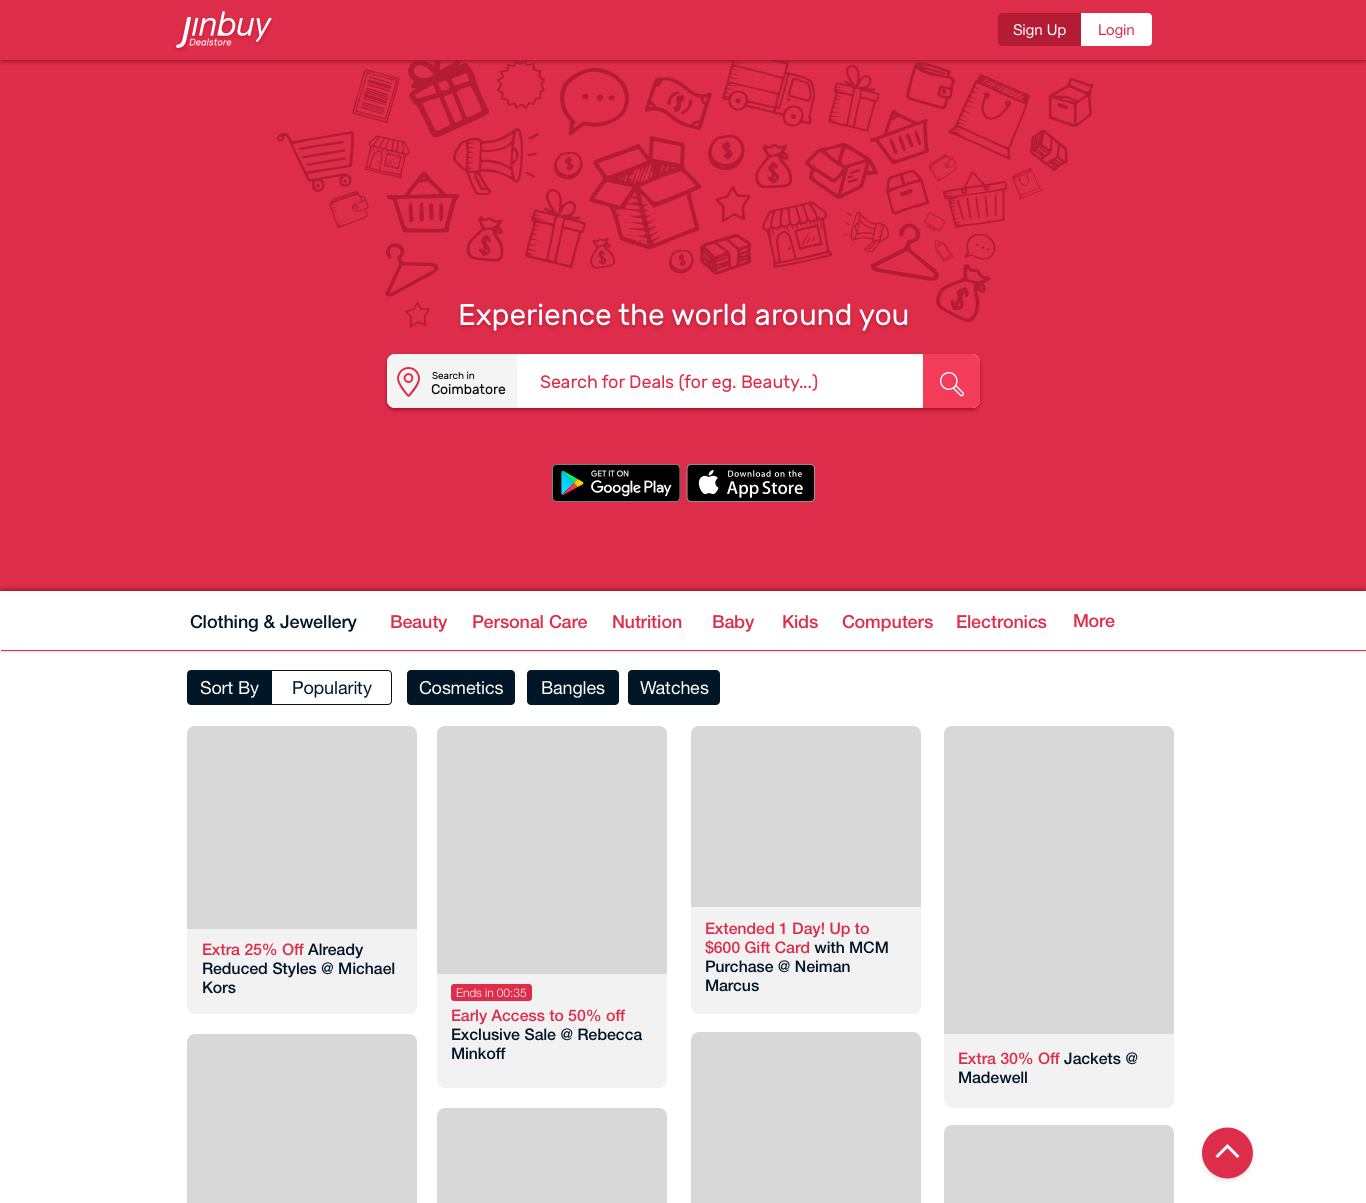 Jinbuy
Dealstore
Sign Up
Login
Experience the world around you
Search in
Coimbatore
Search for Deals (for eg. Beauty...)
GET IT ON
Google Play
Download on the
App Store
Clothing & Jewellery
Beauty
Personal Care
Nutrition
Baby
Kids
Computers
Electronics
More
Sort By
Popularity
Cosmetics
Bangles
Watches
Extra 25% Off Already
Reduced Styles @ Michael
Kors
Ends in 00:35
Early Access to 50% off
Exclusive Sale @ Rebecca
Minkoff
Extended 1 Day! Up to
$600 Gift Card with MCM
Purchase @ Neiman
Marcus
Extra 30% Off Jackets @
Madewell